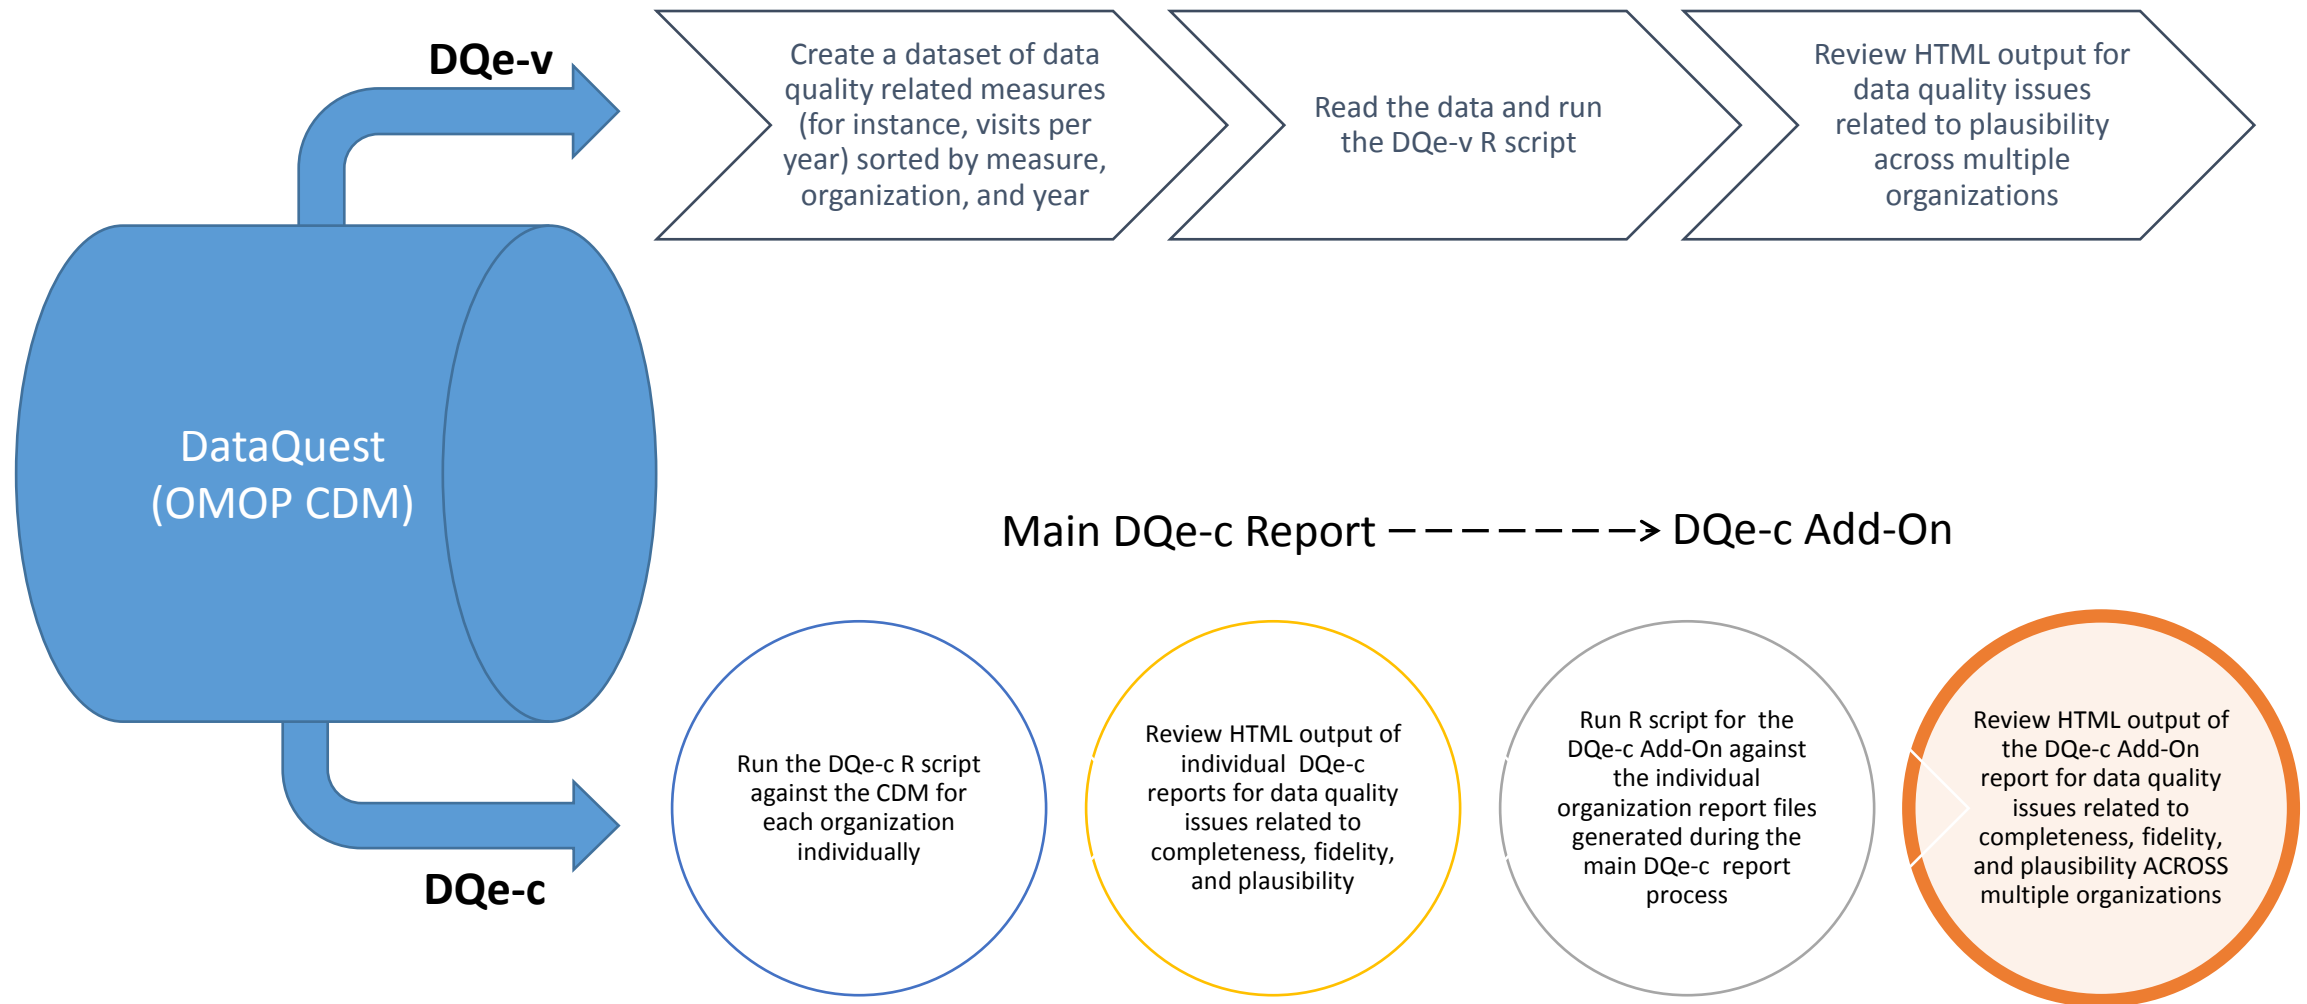 DQe-v
Create a dataset of data
quality related measures
(for instance, visits per
year) sorted by measure,
organization, and year
Read the data and run
the DQe-v R script
Review HTML output for
data quality issues
related to plausibility
across multiple
organizations
DataQuest
(OMOP CDM)
Main DQe-c Report
DQe-c Add-On
DQe-c
Run the DQe-c R script
against the CDM for
each organization
individually
Review HTML output of
individual DQe-c
reports for data quality
issues related to
completeness, fidelity,
and plausibility
Run R script for the
DQe-c Add-On against
the individual
organization report files
generated during the
main DQe-c report
process
Review HTML output of
the DQe-c Add-On
report for data quality
issues related to
completeness, fidelity,
and plausibility ACROSS
multiple organizations